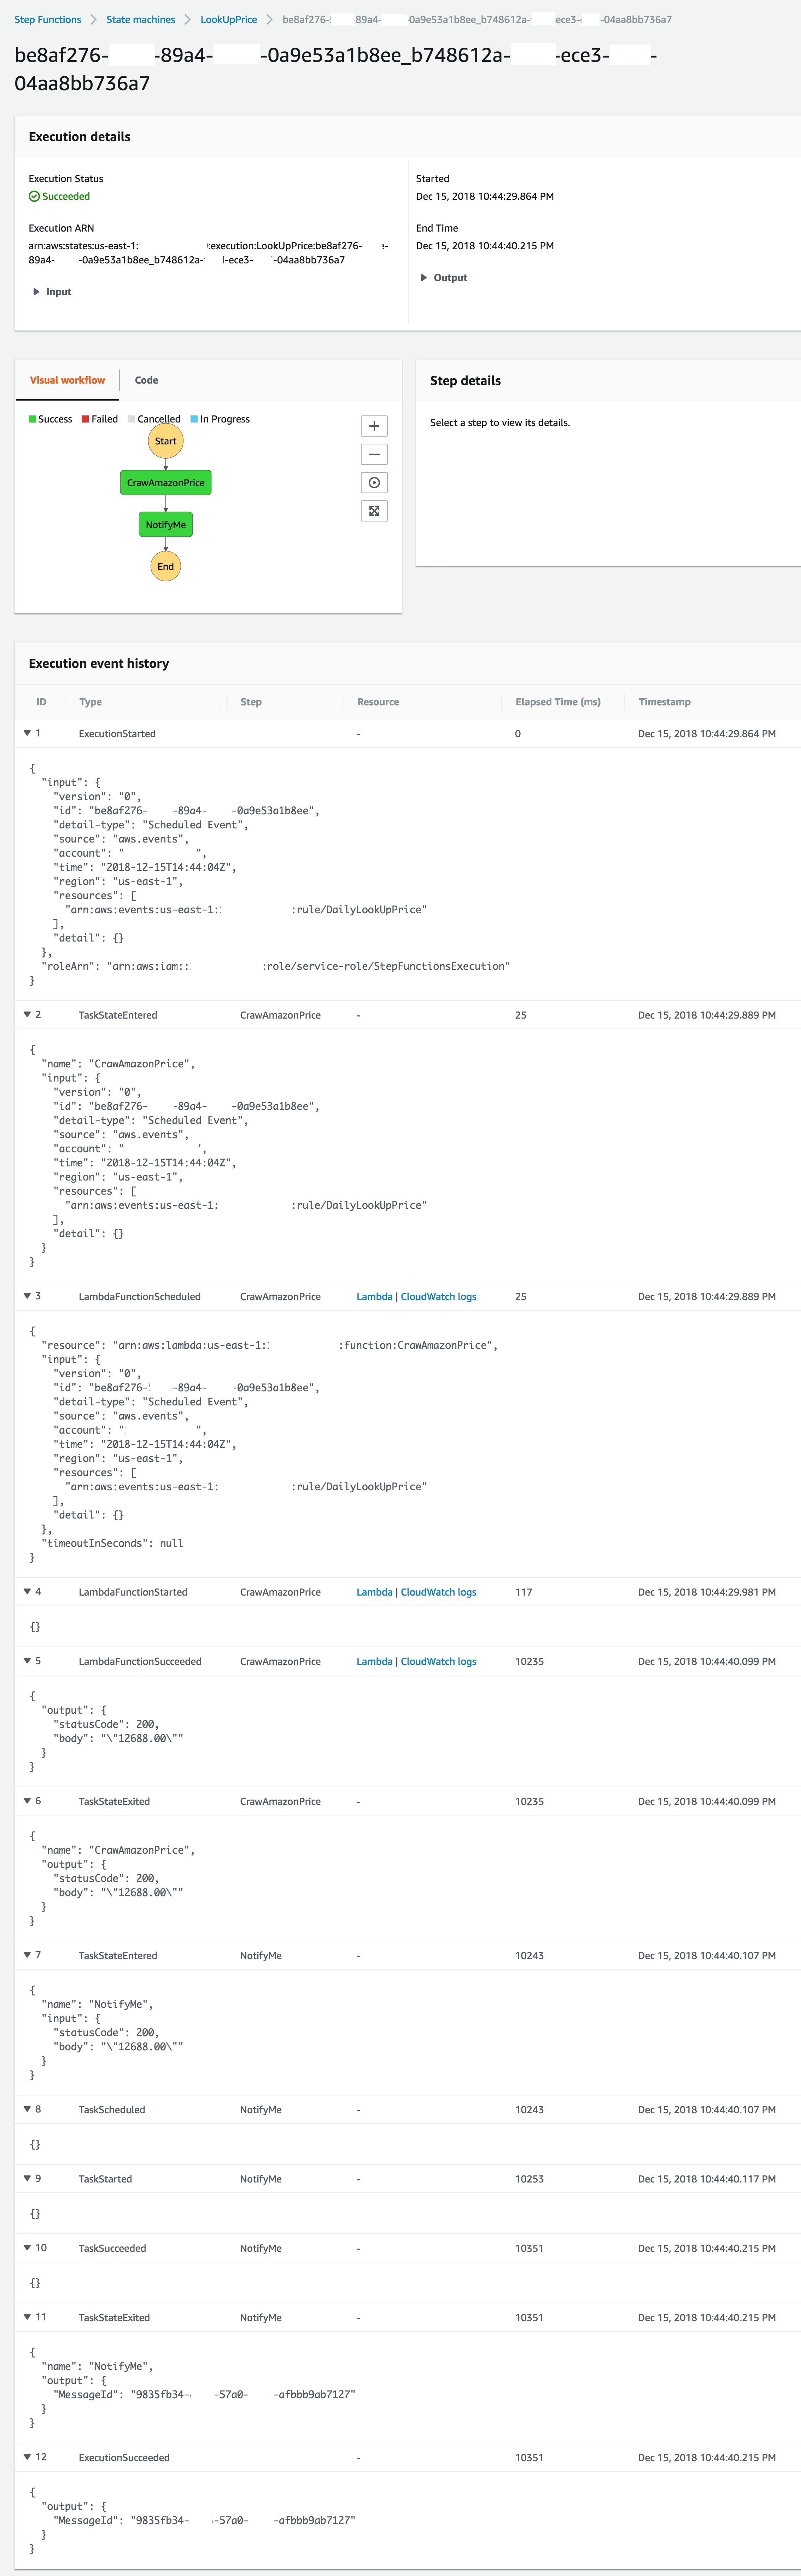 Step Functions > State machines > LookUpPrice > be8af276- -89a4- -0a9e53a1b8ee_b748612a- -ece3- -04aa8bb736a7
be8af276- -89a4- -0a9e53a1b8ee_b748612a- -ece3- -
04aa8bb736a7
Execution details
Execution Status
Succeeded
Execution ARN
arn:aws:states:us-east-1: :execution:LookUpPrice:be8af276- -
89a4- -0a9e53a1b8ee_b748612a- -ece3- -04aa8bb736a7
Input
Started
Dec 15, 2018 10:44:29.864 PM
End Time
Dec 15, 2018 10:44:40.215 PM
Output
Visual workflow Code
Success Failed Cancelled In Progress
Start
CrawAmazonPrice
NotifyMe
End
Step details
Select a step to view its details.
Execution event history
ID Type Step Resource Elapsed Time (ms) Timestamp
1 ExecutionStarted - 0 Dec 15, 2018 10:44:29.864 PM
{
"input": {
"version": "0",
"id": "be8af276- -89a4- -0a9e53a1b8ee",
"detail-type": "Scheduled Event",
"source": "aws.events",
"account": " ",
"time": "2018-12-15T14:44:04Z",
"region": "us-east-1",
"resources": [
"arn:aws:events:us-east-1: :rule/DailyLookUpPrice"
],
"detail": {}
},
"roleArn": "arn:aws:iam:: :role/service-role/StepFunctionsExecution"
}
2 TaskStateEntered CrawAmazonPrice - 25 Dec 15, 2018 10:44:29.889 PM
{
"name": "CrawAmazonPrice",
"input": {
"version": "0",
"id": "be8af276- -89a4- -0a9e53a1b8ee",
"detail-type": "Scheduled Event",
"source": "aws.events",
"account": " ',
"time": "2018-12-15T14:44:04Z",
"region": "us-east-1",
"resources": [
"arn:aws:events:us-east-1: :rule/DailyLookUpPrice"
],
"detail": {}
}
}
3 LambdaFunctionScheduled CrawAmazonPrice Lambda | CloudWatch logs 25 Dec 15, 2018 10:44:29.889 PM
{
"resource": "arn:aws:lambda:us-east-1: :function:CrawAmazonPrice",
"input": {
"version": "0",
"id": "be8af276- -89a4- -0a9e53a1b8ee",
"detail-type": "Scheduled Event",
"source": "aws.events",
"account": " ",
"time": "2018-12-15T14:44:04Z",
"region": "us-east-1",
"resources": [
"arn:aws:events:us-east-1: :rule/DailyLookUpPrice"
],
"detail": {}
},
"timeoutInSeconds": null
}
4 LambdaFunctionStarted CrawAmazonPrice Lambda | CloudWatch logs 117 Dec 15, 2018 10:44:29.981 PM
{}
5 LambdaFunctionSucceeded CrawAmazonPrice Lambda | CloudWatch logs 10235 Dec 15, 2018 10:44:40.099 PM
{
"output": {
"statusCode": 200,
"body": "\"12688.00\""
}
}
6 TaskStateExited CrawAmazonPrice - 10235 Dec 15, 2018 10:44:40.099 PM
{
"name": "CrawAmazonPrice",
"output": {
"statusCode": 200,
"body": "\"12688.00\""
}
}
7 TaskStateEntered NotifyMe - 10243 Dec 15, 2018 10:44:40.107 PM
{
"name": "NotifyMe",
"input": {
"statusCode": 200,
"body": "\"12688.00\""
}
}
8 TaskScheduled NotifyMe - 10243 Dec 15, 2018 10:44:40.107 PM
{}
9 TaskStarted NotifyMe - 10253 Dec 15, 2018 10:44:40.117 PM
{}
10 TaskSucceeded NotifyMe - 10351 Dec 15, 2018 10:44:40.215 PM
{}
11 TaskStateExited NotifyMe - 10351 Dec 15, 2018 10:44:40.215 PM
{
"name": "NotifyMe",
"output": {
"MessageId": "9835fb34- -57a0- -afbbb9ab7127"
}
}
12 ExecutionSucceeded - 10351 Dec 15, 2018 10:44:40.215 PM
{
"output": {
"MessageId": "9835fb34- -57a0- -afbbb9ab7127"
}
}